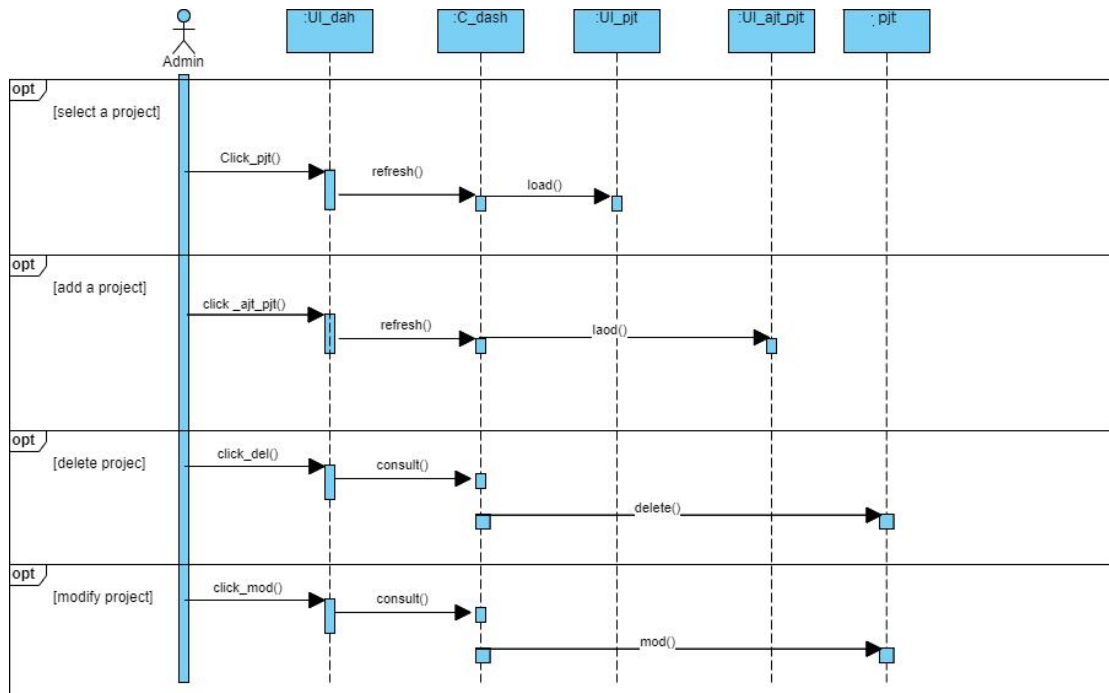 :UI_dah
:C_dash
:UI_pjt
:UI_ajt_pjt
: pjt
Admin
opt
[select a project]
Click_pjt()
refresh()
load()
opt
[add a project]
click _ajt_pjt()
refresh()
laod()
opt
[delete projec]
click_del()
consult()
delete()
opt
[modify project]
click_mod()
consult()
mod()